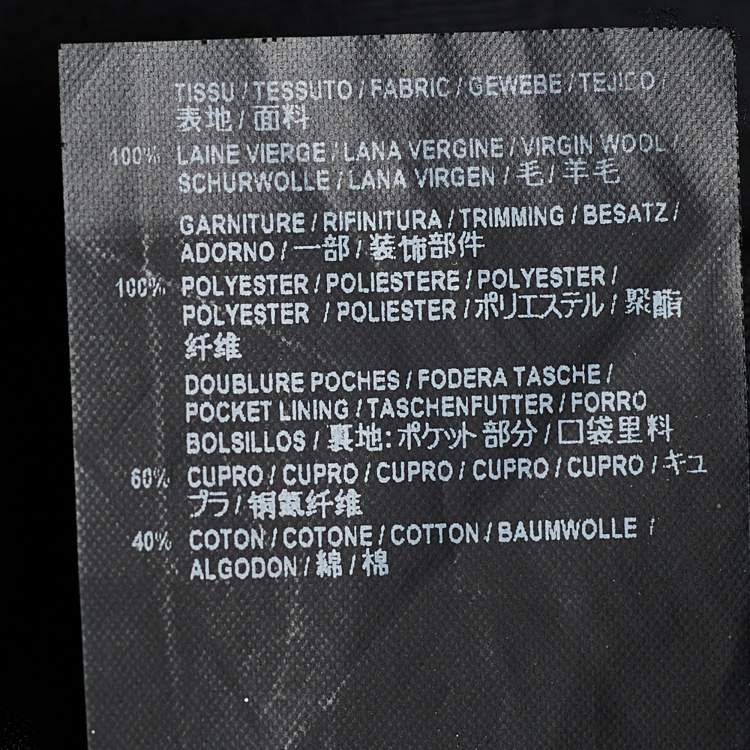 TISSU / TESSUTO / FABRIC / GEWEBE / TEJIDO /
表地 / 面料
100% LAINE VIERGE / LANA VERGINE / VIRGIN WOOL /
SCHURWOLLE / LANA VIRGEN / 毛 / 羊毛
GARNITURE / RIFINITURA / TRIMMING / BESATZ /
ADORNO / 一部 / 装饰部件
100% POLYESTER / POLIESTERE / POLYESTER /
POLYESTER / POLIESTER / ポリエステル / 聚酯
纤维
DOUBLURE POCHES / FODERA TASCHE /
POCKET LINING / TASCHENFUTTER / FORRO
BOLSILLOS / 裏地: ポケット部分 / 口袋里料
60% CUPRO / CUPRO / CUPRO / CUPRO / CUPRO / キュ
プラ / 铜氨纤维
40% COTON / COTONE / COTTON / BAUMWOLLE /
ALGODON / 綿 / 棉